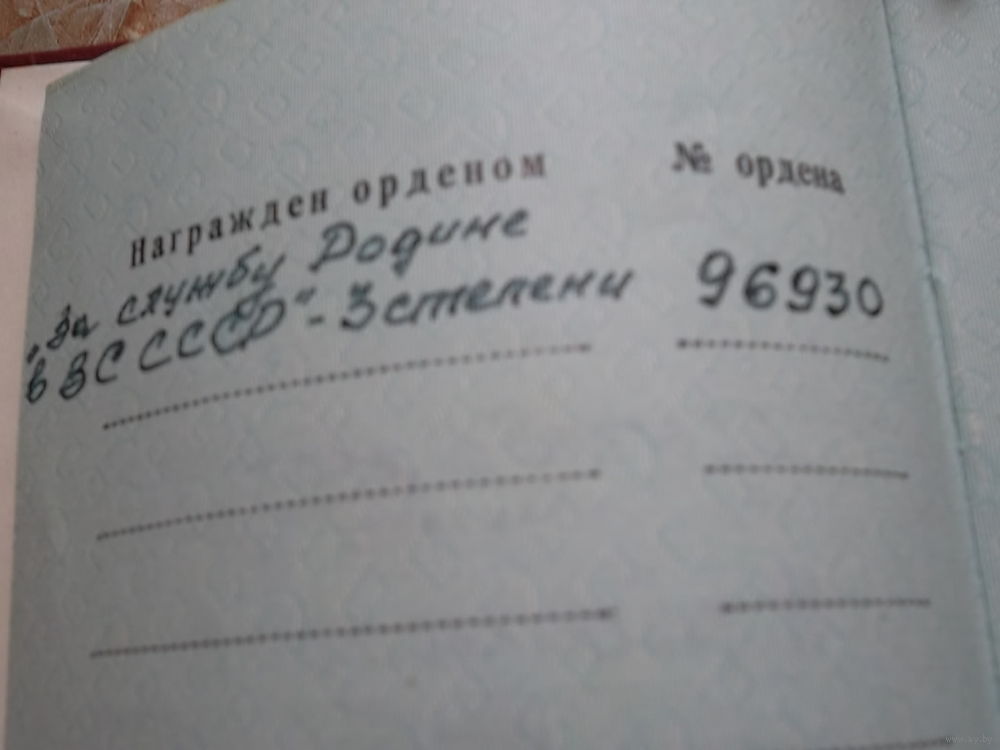 Награжден орденом
№ ордена
„За службу Родине
в ВС СССР" - 3 степени
96930